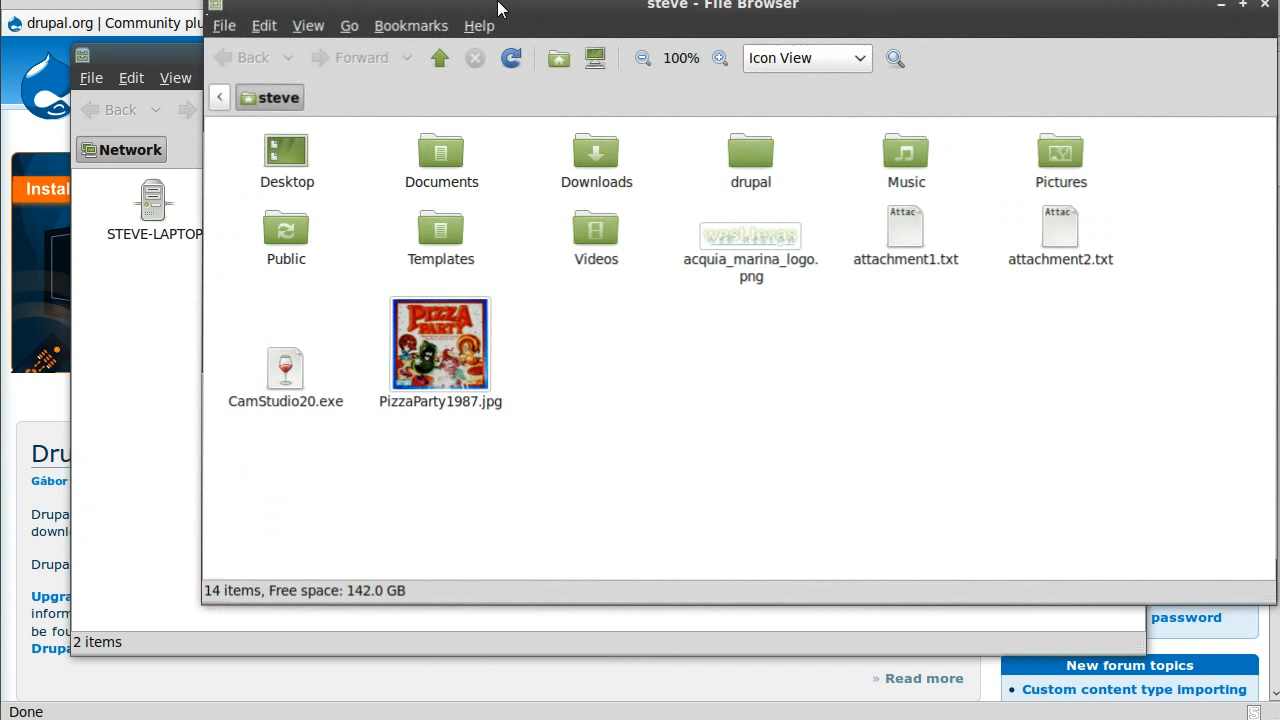 drupal.org | Community plu
steve - File Browser
File Edit View Go Bookmarks Help
Back Forward 100% Icon View
steve
File Edit View
Back
Network
STEVE-LAPTOP
Desktop Documents Downloads drupal Music Pictures
Attac
Attac
Public Templates Videos acquia_marina_logo.png attachment1.txt attachment2.txt
PIZZA PARTY
CamStudio20.exe PizzaParty1987.jpg
14 items, Free space: 142.0 GB
2 items
Instal
Dru
Gábor
Drupa
downl
Drupa
Upgra
inform
be fou
Drupa
» Read more
password
New forum topics
• Custom content type importing
Done